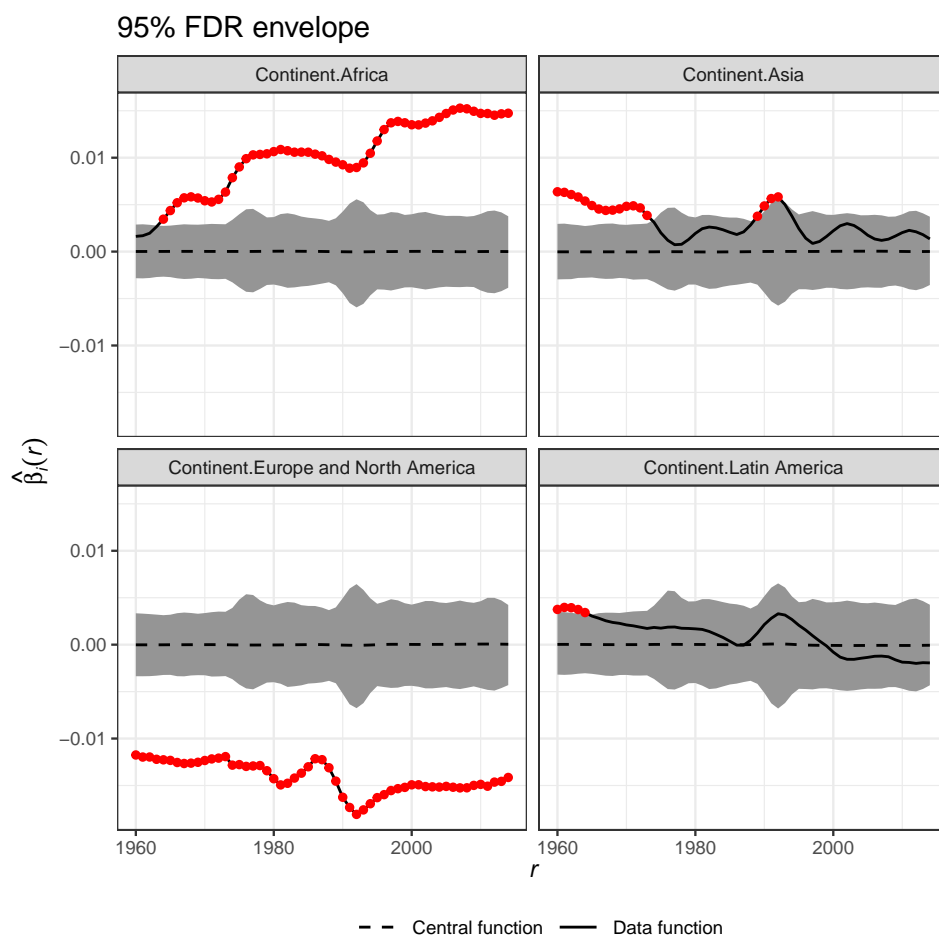 95% FDR envelope
Continent.Africa
Continent.Asia
0.01
0.00
−0.01
Continent.Europe and North America
Continent.Latin America
0.01
0.00
−0.01
β̂ᵢ(r)
1960 1980 2000
1960 1980 2000
r
Central function Data function